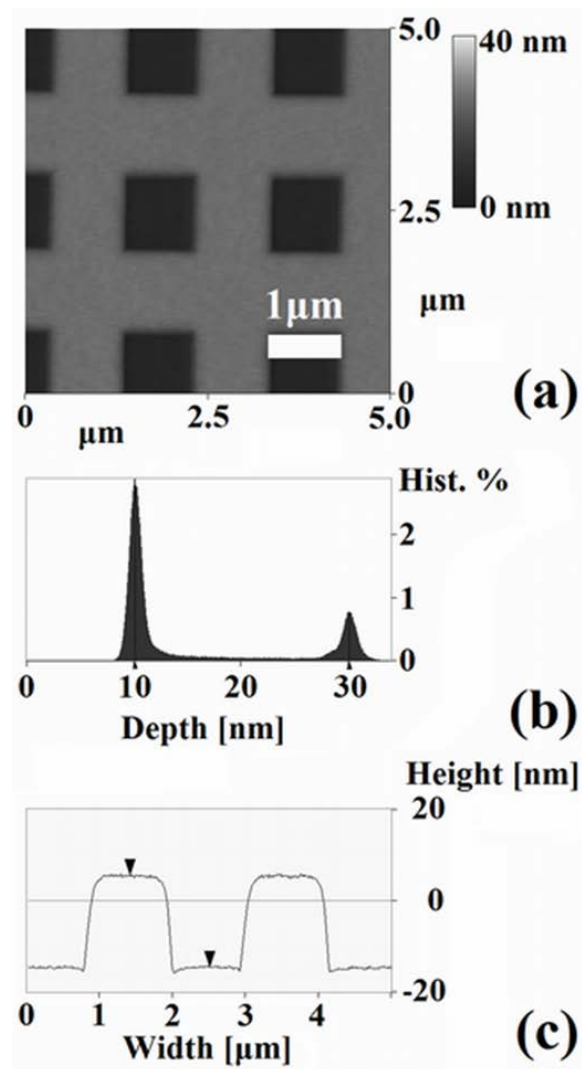 5.0
40 nm
2.5
0 nm
1μm
μm
0
0
2.5
5.0
μm
(a)
Hist. %
2
1
0
0
10
20
30
Depth [nm]
(b)
Height [nm]
20
0
-20
0
1
2
3
4
Width [μm]
(c)